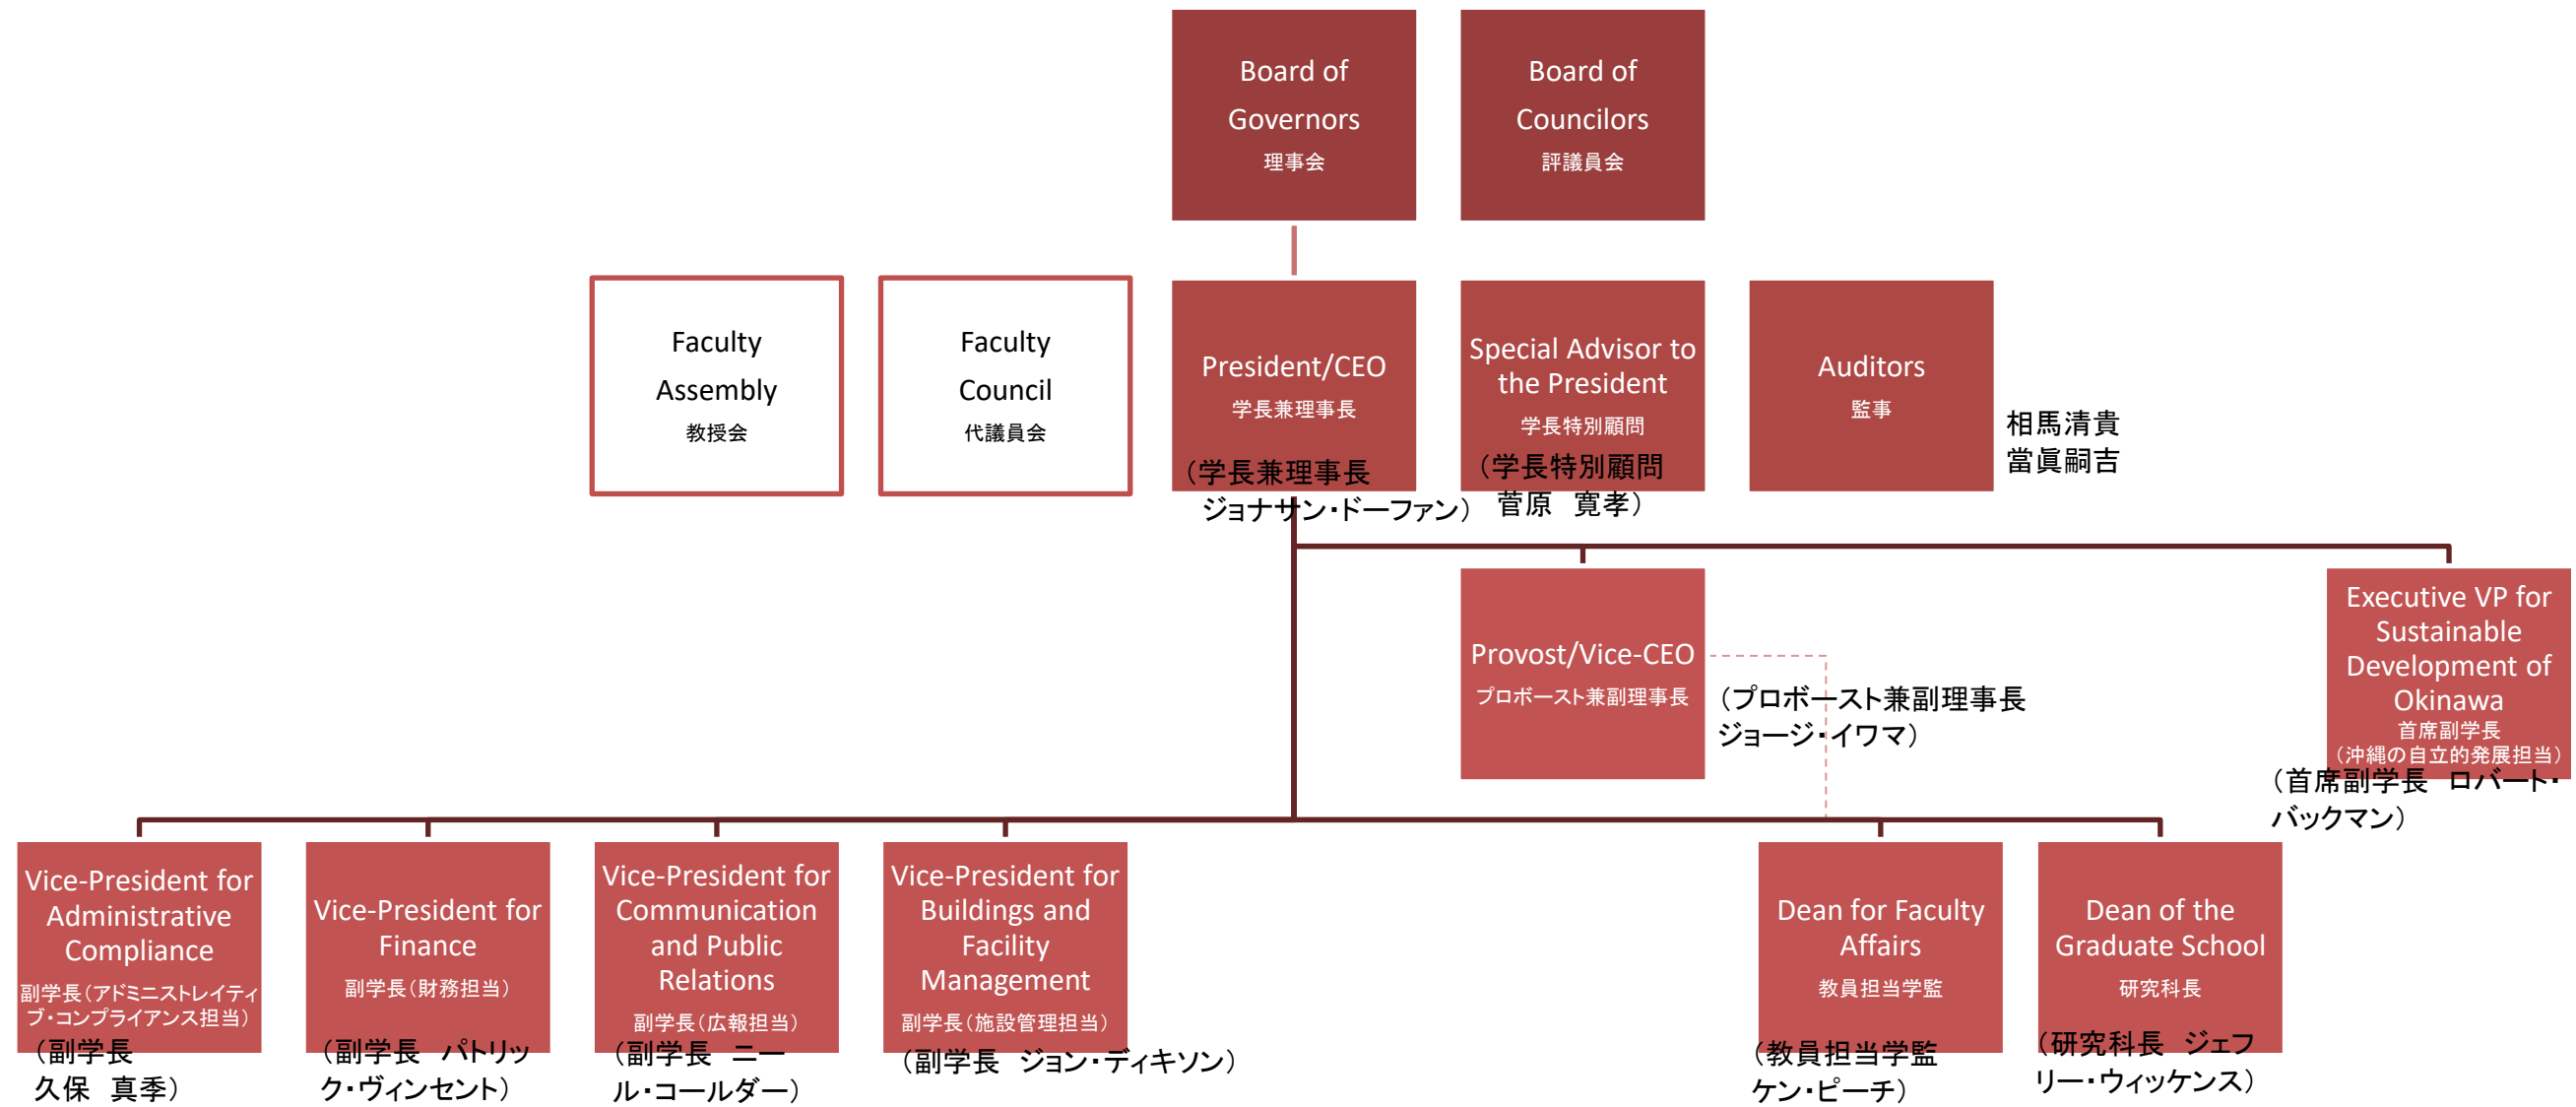 Board of
Governors
理事会
Board of
Councilors
評議員会
Faculty
Assembly
教授会
Faculty
Council
代議員会
President/CEO
学長兼理事長
（学長兼理事長
ジョナサン・ドーファン）
Special Advisor to
the President
学長特別顧問
（学長特別顧問
菅原　寛孝）
Auditors
監事
相馬清貴
當眞嗣吉
Provost/Vice-CEO
プロボースト兼副理事長
（プロボースト兼副理事長
ジョージ・イワマ）
Executive VP for
Sustainable
Development of
Okinawa
首席副学長
（沖縄の自立的発展担当）
（首席副学長　ロバート・
バックマン）
Vice-President for
Administrative
Compliance
副学長（アドミニストレイティ
ブ・コンプライアンス担当）
（副学長
久保　真季）
Vice-President for
Finance
副学長（財務担当）
（副学長　パトリッ
ク・ヴィンセント）
Vice-President for
Communication
and Public
Relations
副学長（広報担当）
（副学長　ニー
ル・コールダー）
Vice-President for
Buildings and
Facility
Management
副学長（施設管理担当）
（副学長　ジョン・ディキソン）
Dean for Faculty
Affairs
教員担当学監
（教員担当学監
ケン・ピーチ）
Dean of the
Graduate School
研究科長
（研究科長　ジェフ
リー・ウィッケンス）